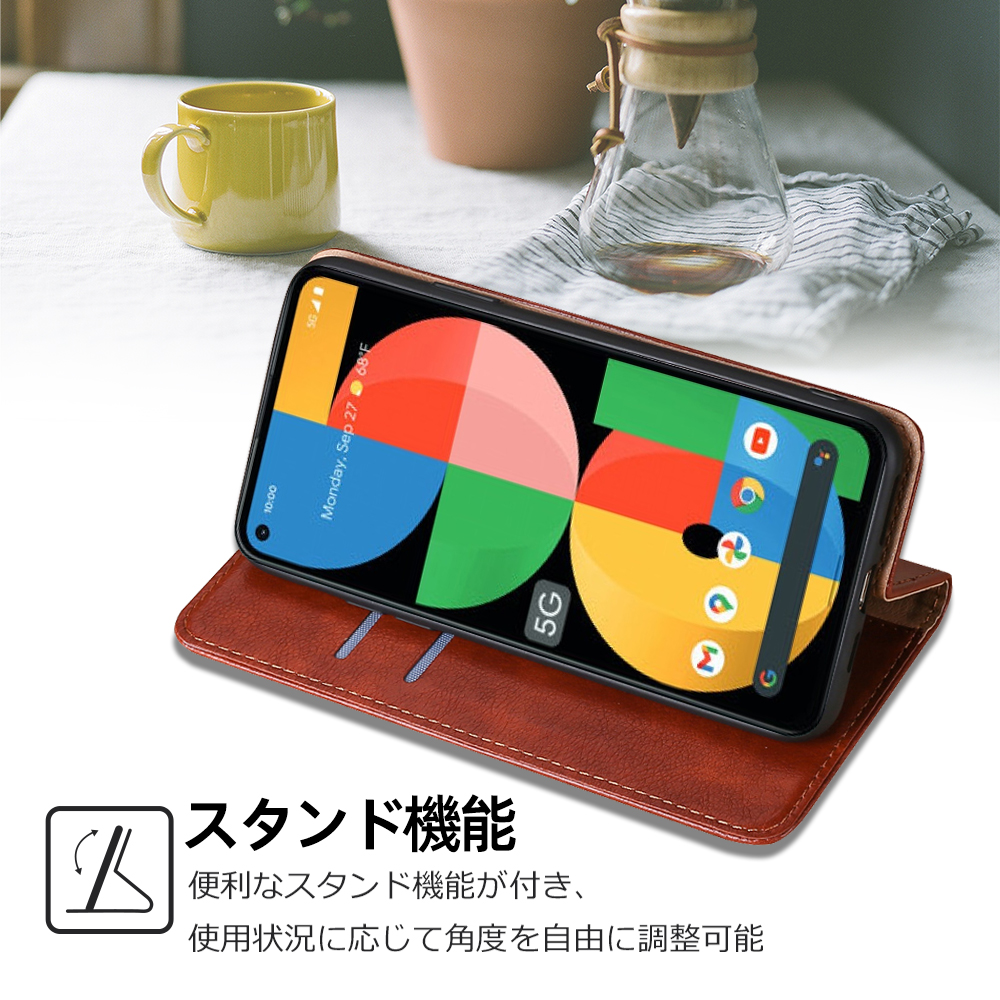 5G
Monday, Sep 27 68°F
10:00
5G
スタンド機能
便利なスタンド機能が付き、
使用状況に応じて角度を自由に調整可能